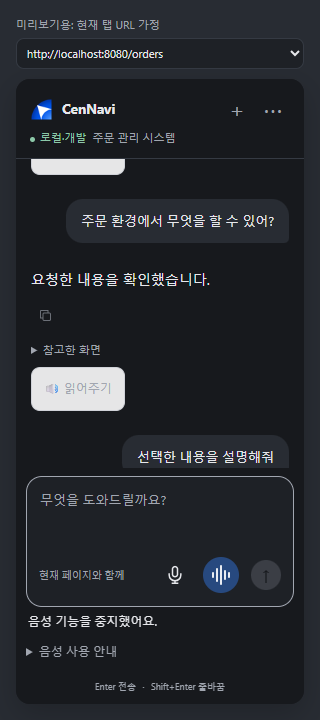 미리보기용: 현재 탭 URL 가정
http://localhost:8080/orders
CenNavi
로컬·개발 주문 관리 시스템
주문 환경에서 무엇을 할 수 있어?
요청한 내용을 확인했습니다.
참고한 화면
읽어주기
선택한 내용을 설명해줘
무엇을 도와드릴까요?
현재 페이지와 함께
음성 기능을 중지했어요.
음성 사용 안내
Enter 전송 · Shift+Enter 줄바꿈